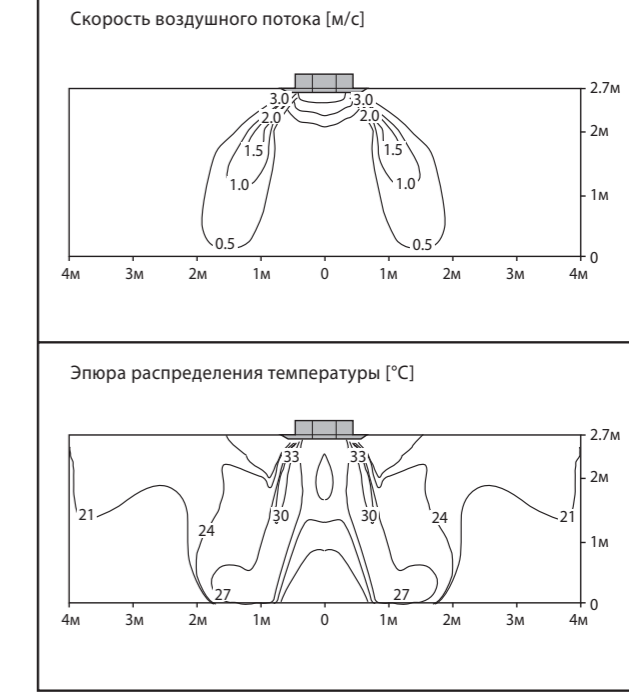 Скорость воздушного потока [м/с]
3.0 3.0 2.7м
2.0 2.0 2м
1.5 1.5
1.0 1.0 1м
0.5 0.5 0
4м 3м 2м 1м 0 1м 2м 3м 4м
Эпюра распределения температуры [°C]
2.7м
33 33 2м
21 24 30 30 24 21
1м
27 27 0
4м 3м 2м 1м 0 1м 2м 3м 4м